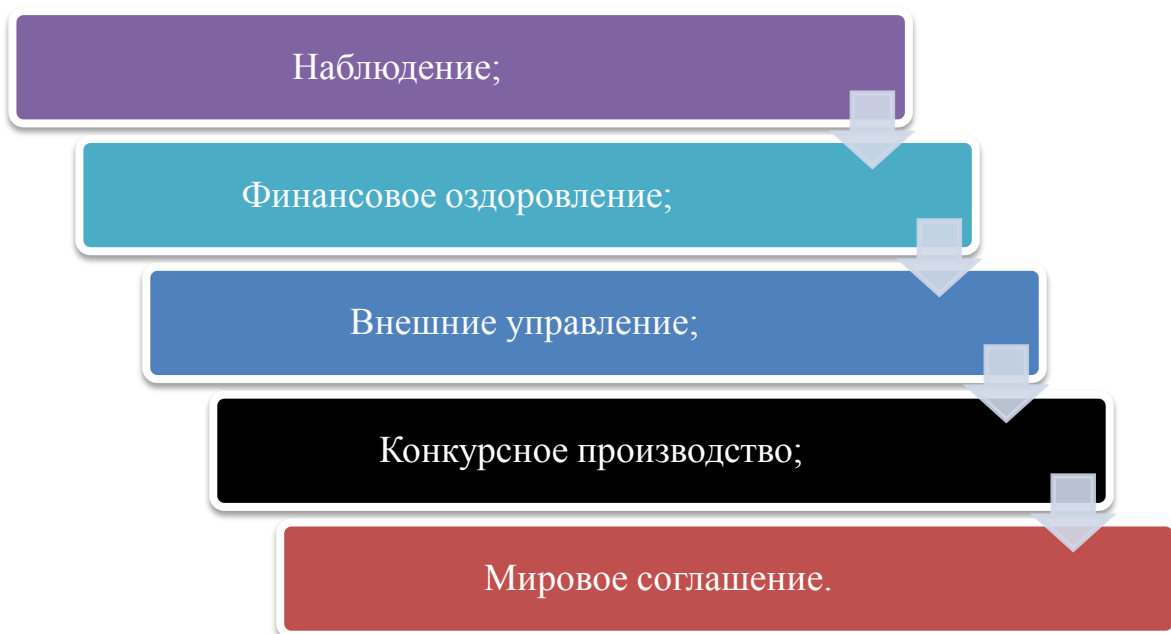 Наблюдение;
Финансовое оздоровление;
Внешние управление;
Конкурсное производство;
Мировое соглашение.